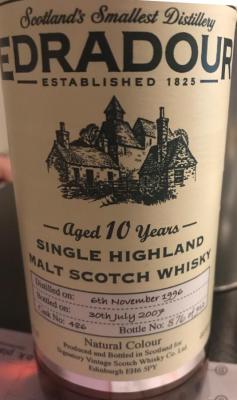 Scotland's Smallest Distillery
EDRADOUR
ESTABLISHED 1825
Aged 10 Years
SINGLE HIGHLAND
MALT SCOTCH WHISKY
Distilled on: 6th November 1996
Bottled on: 30th July 2007
Cask No: 486 Bottle No:
Natural Colour
Produced and Bottled in Scotland for
Signatory Vintage Scotch Whisky Co. Ltd.
Edinburgh EH6 5PY